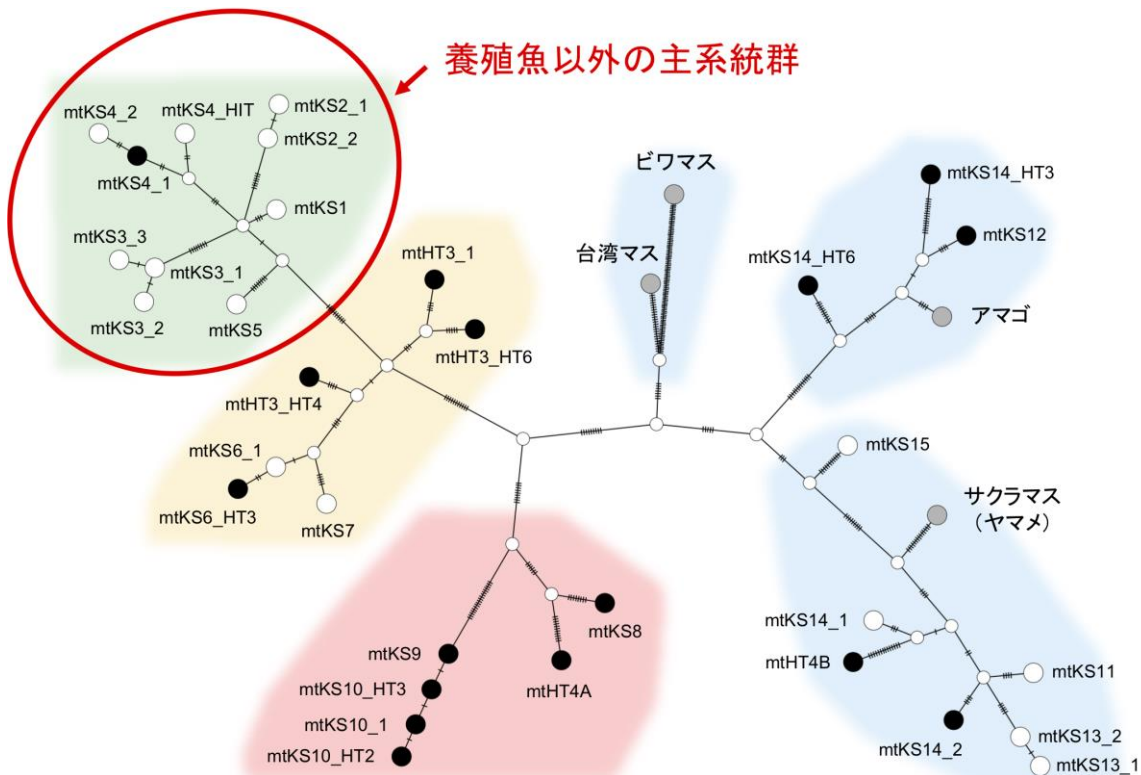 養殖魚以外の主系統群
mtKS4_2
mtKS4_HIT
mtKS2_1
mtKS2_2
mtKS4_1
mtKS1
mtKS3_3
mtKS3_1
mtKS3_2
mtKS5
mtHT3_1
mtHT3_HT6
mtHT3_HT4
mtKS6_1
mtKS6_HT3
mtKS7
ビワマス
台湾マス
mtKS14_HT3
mtKS12
mtKS14_HT6
アマゴ
mtKS15
サクラマス
(ヤマメ)
mtKS14_1
mtHT4B
mtKS11
mtKS14_2
mtKS13_2
mtKS13_1
mtKS8
mtKS9
mtHT4A
mtKS10_HT3
mtKS10_1
mtKS10_HT2